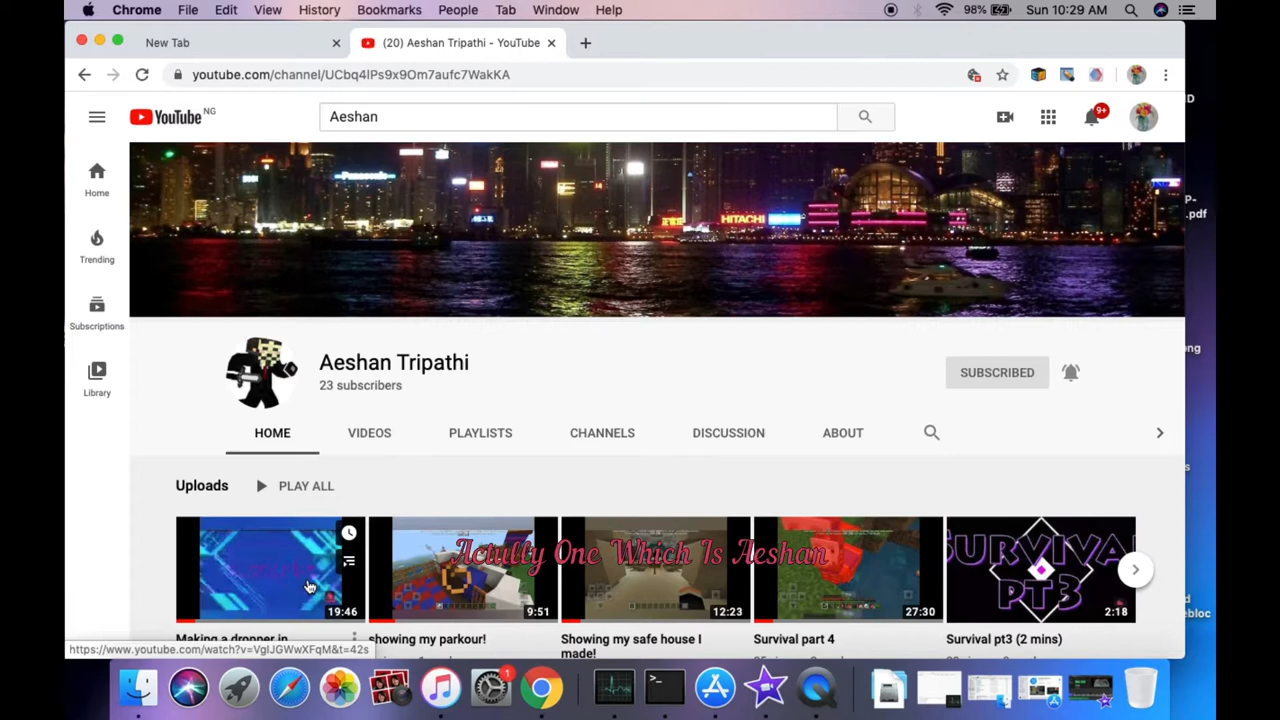 Chrome File Edit View History Bookmarks People Tab Window Help 98% Sun 10:29 AM
New Tab (20) Aeshan Tripathi - YouTube
youtube.com/channel/UCbq4lPs9x9Om7aufc7WakKA
YouTube NG Aeshan 9+
Home
Trending
Subscriptions
Library
Panasonic
HITACHI
Aeshan Tripathi
23 subscribers
SUBSCRIBED
HOME VIDEOS PLAYLISTS CHANNELS DISCUSSION ABOUT
Uploads PLAY ALL
Actully One Which Is Aeshan
SURVIVAL
PT3
19:46 9:51 12:23 27:30 2:18
Making a dropper in showing my parkour! Showing my safe house I Survival part 4 Survival pt3 (2 mins)
made!
https://www.youtube.com/watch?v=VgIJGWwXFqM&t=42s
1